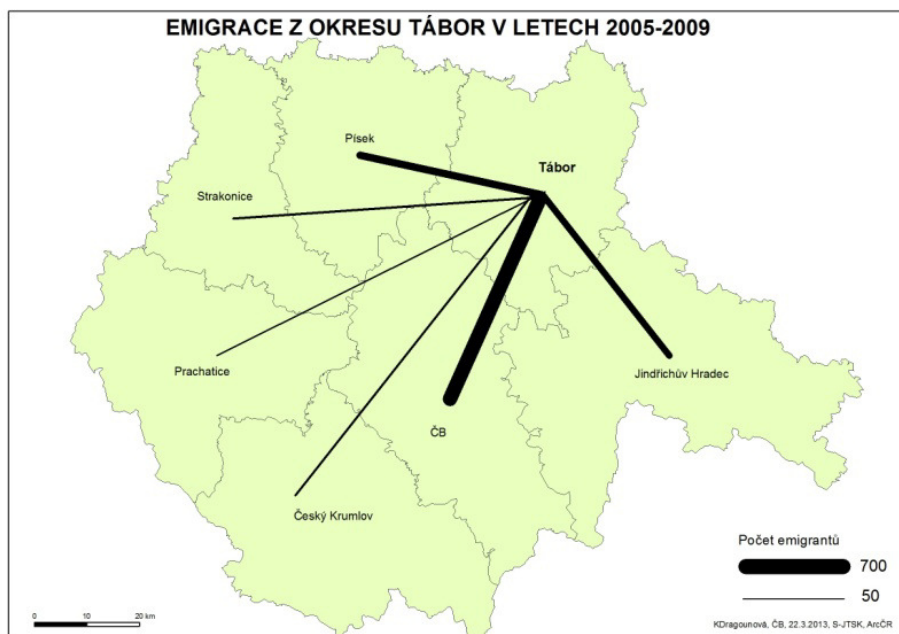 EMIGRACE Z OKRESU TÁBOR V LETECH 2005-2009
Písek
Tábor
Strakonice
Prachatice
Jindřichův Hradec
ČB
Český Krumlov
Počet emigrantů
700
50
0 10 20 km
KDragounová, ČB, 22.3.2013, S-JTSK, ArcČR